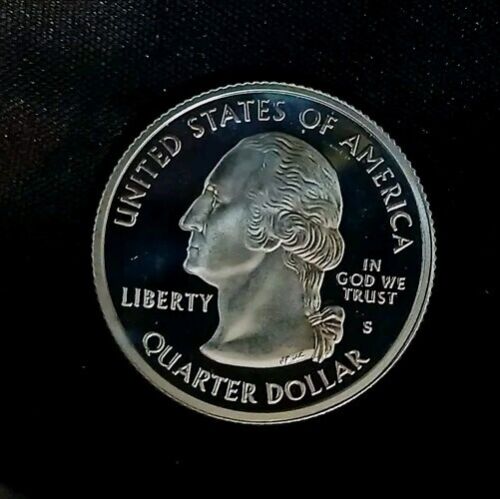 UNITED STATES OF AMERICA
LIBERTY
IN
GOD WE
TRUST
S
QUARTER DOLLAR